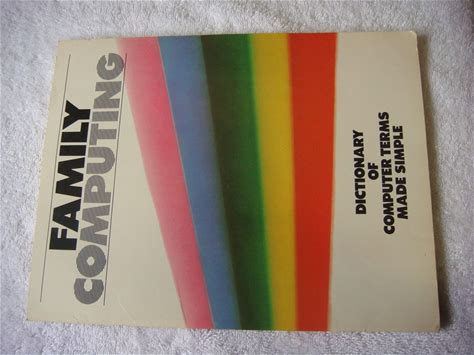 FAMILY
COMPUTING
DICTIONARY
OF
COMPUTER TERMS
MADE SIMPLE